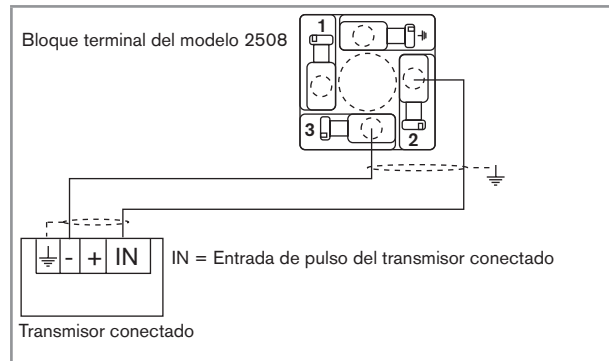 Bloque terminal del modelo 2508
1
3
2
- + IN
IN = Entrada de pulso del transmisor conectado
Transmisor conectado